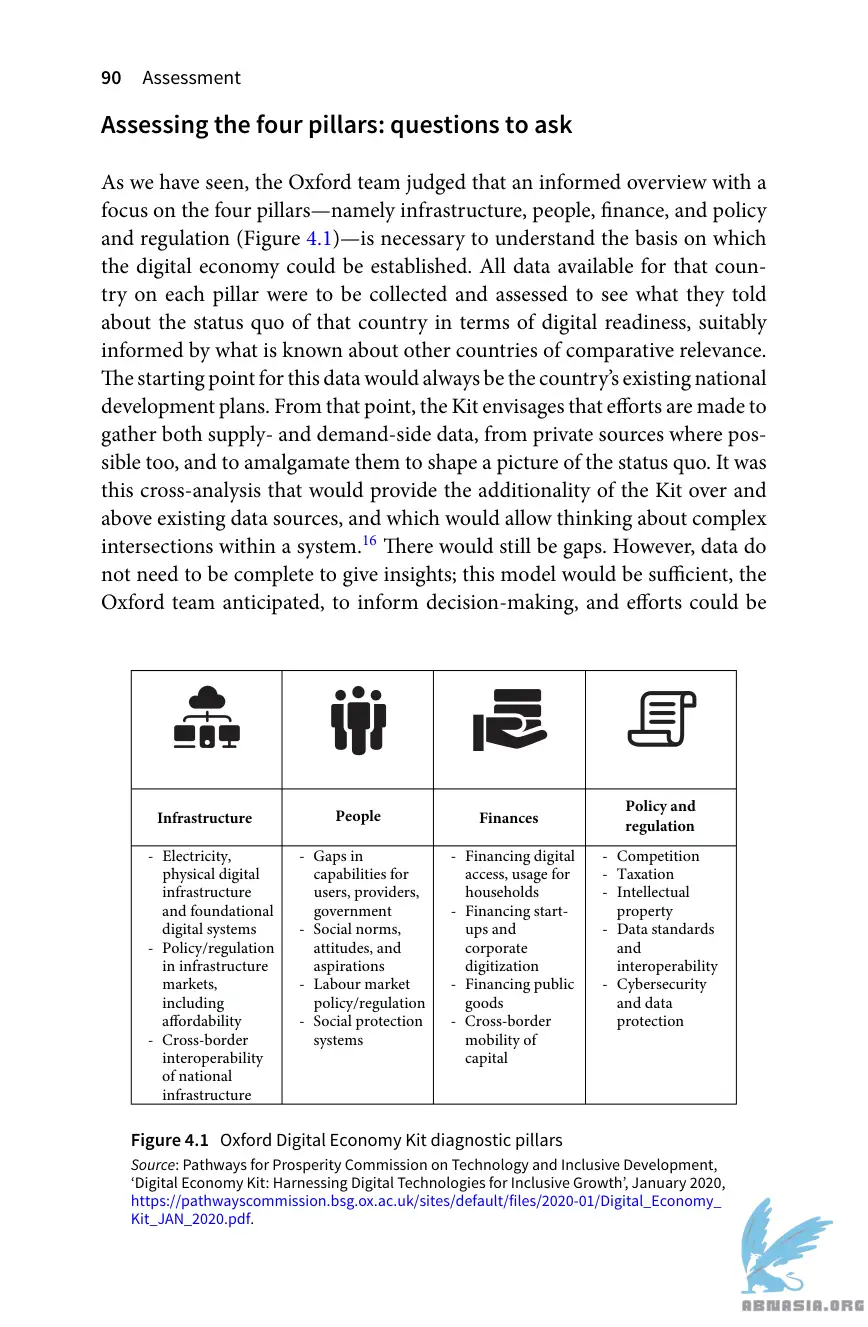 90 Assessment
Assessing the four pillars: questions to ask
As we have seen, the Oxford team judged that an informed overview with a
focus on the four pillars—namely infrastructure, people, finance, and policy
and regulation (Figure 4.1)—is necessary to understand the basis on which
the digital economy could be established. All data available for that coun-
try on each pillar were to be collected and assessed to see what they told
about the status quo of that country in terms of digital readiness, suitably
informed by what is known about other countries of comparative relevance.
The starting point for this data would always be the country’s existing national
development plans. From that point, the Kit envisages that efforts are made to
gather both supply- and demand-side data, from private sources where pos-
sible too, and to amalgamate them to shape a picture of the status quo. It was
this cross-analysis that would provide the additionality of the Kit over and
above existing data sources, and which would allow thinking about complex
intersections within a system.16 There would still be gaps. However, data do
not need to be complete to give insights; this model would be sufficient, the
Oxford team anticipated, to inform decision-making, and efforts could be
Infrastructure
- Electricity,
physical digital
infrastructure
and foundational
digital systems
- Policy/regulation
in infrastructure
markets,
including
affordability
- Cross-border
interoperability
of national
infrastructure
People
- Gaps in
capabilities for
users, providers,
government
- Social norms,
attitudes, and
aspirations
- Labour market
policy/regulation
- Social protection
systems
Finances
- Financing digital
access, usage for
households
- Financing start-
ups and
corporate
digitization
- Financing public
goods
- Cross-border
mobility of
capital
Policy and
regulation
- Competition
- Taxation
- Intellectual
property
- Data standards
and
interoperability
- Cybersecurity
and data
protection
Figure 4.1 Oxford Digital Economy Kit diagnostic pillars
Source: Pathways for Prosperity Commission on Technology and Inclusive Development,
‘Digital Economy Kit: Harnessing Digital Technologies for Inclusive Growth’, January 2020,
https://pathwayscommission.bsg.ox.ac.uk/sites/default/files/2020-01/Digital_Economy_
Kit_JAN_2020.pdf.
ABNASIA.ORG